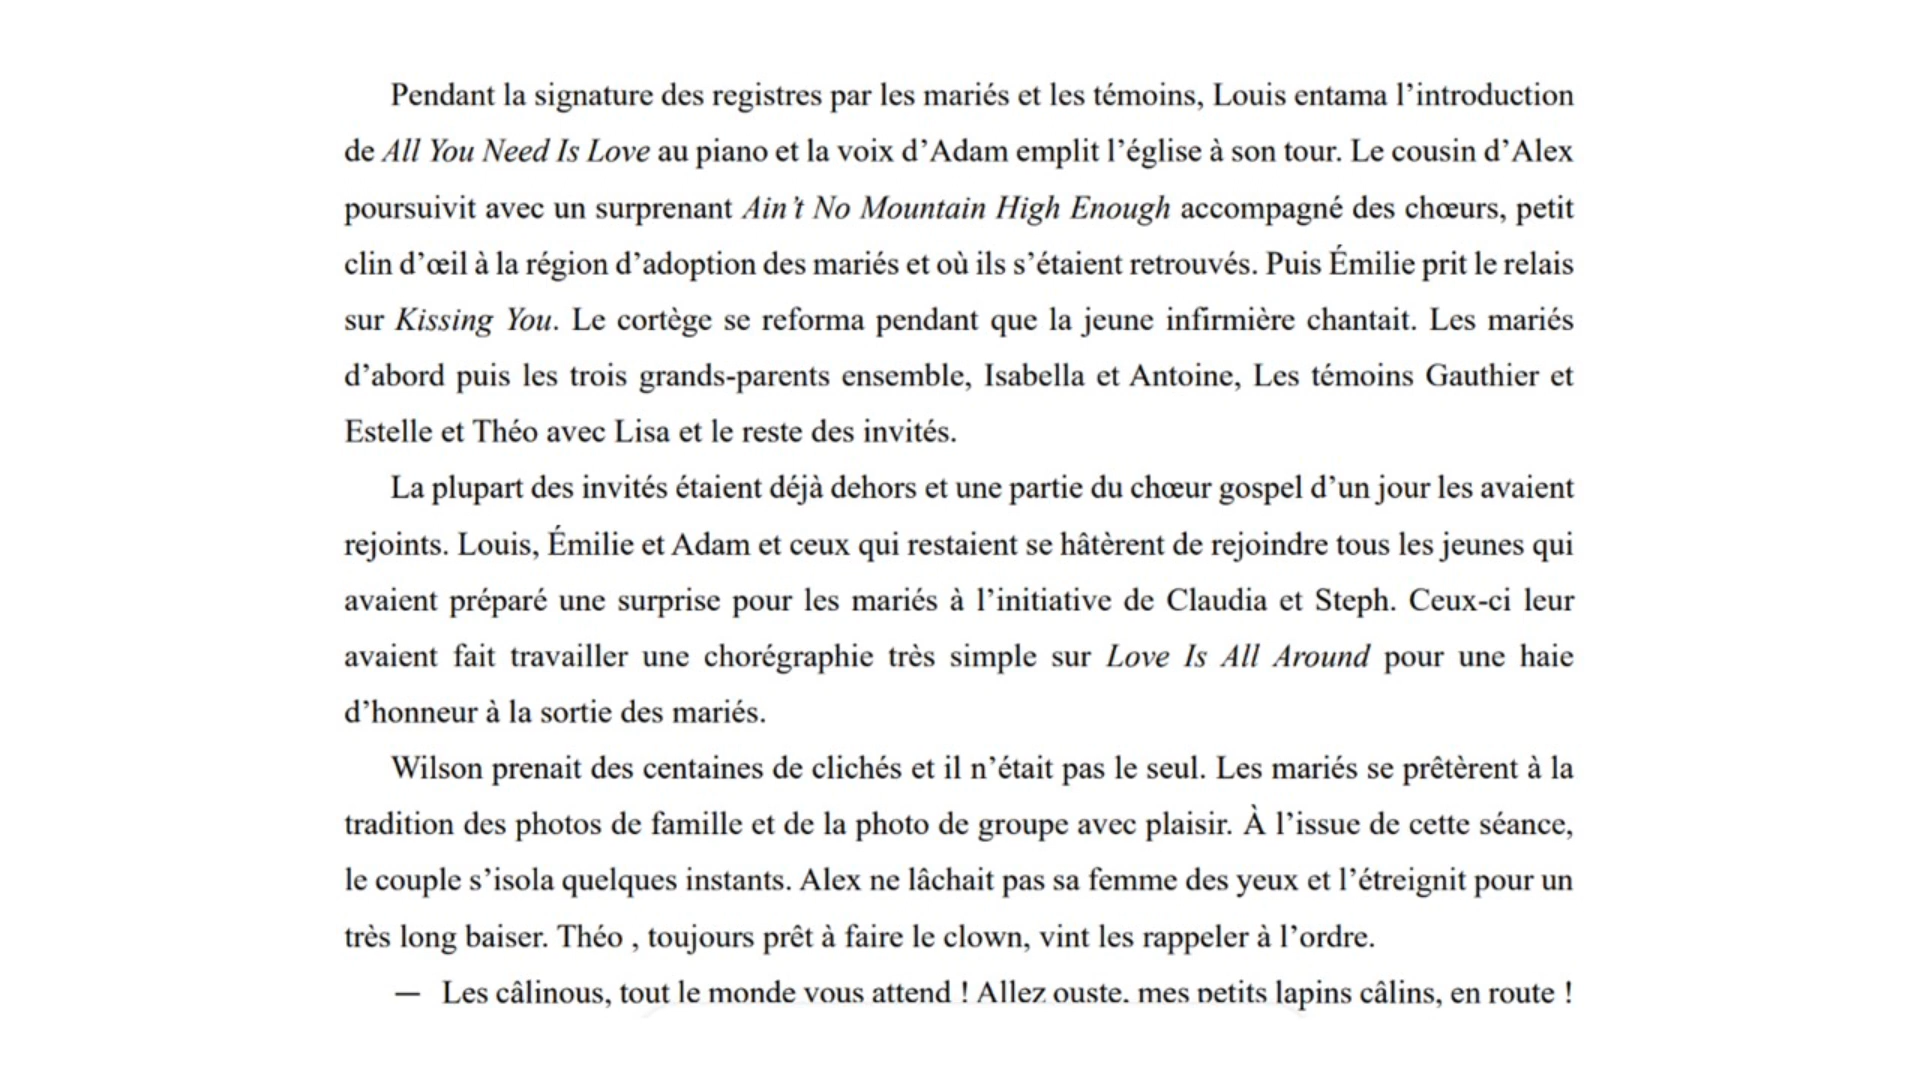 Pendant la signature des registres par les mariés et les témoins, Louis entama l’introduction
de All You Need Is Love au piano et la voix d’Adam emplit l’église à son tour. Le cousin d’Alex
poursuivit avec un surprenant Ain’t No Mountain High Enough accompagné des chœurs, petit
clin d’œil à la région d’adoption des mariés et où ils s’étaient retrouvés. Puis Émilie prit le relais
sur Kissing You. Le cortège se reforma pendant que la jeune infirmière chantait. Les mariés
d’abord puis les trois grands-parents ensemble, Isabella et Antoine, Les témoins Gauthier et
Estelle et Théo avec Lisa et le reste des invités.
La plupart des invités étaient déjà dehors et une partie du chœur gospel d’un jour les avaient
rejoints. Louis, Émilie et Adam et ceux qui restaient se hâtèrent de rejoindre tous les jeunes qui
avaient préparé une surprise pour les mariés à l’initiative de Claudia et Steph. Ceux-ci leur
avaient fait travailler une chorégraphie très simple sur Love Is All Around pour une haie
d’honneur à la sortie des mariés.
Wilson prenait des centaines de clichés et il n’était pas le seul. Les mariés se prêtèrent à la
tradition des photos de famille et de la photo de groupe avec plaisir. À l’issue de cette séance,
le couple s’isola quelques instants. Alex ne lâchait pas sa femme des yeux et l’étreignit pour un
très long baiser. Théo , toujours prêt à faire le clown, vint les rappeler à l’ordre.
— Les câlinous, tout le monde vous attend ! Allez ouste, mes petits lapins câlins, en route !